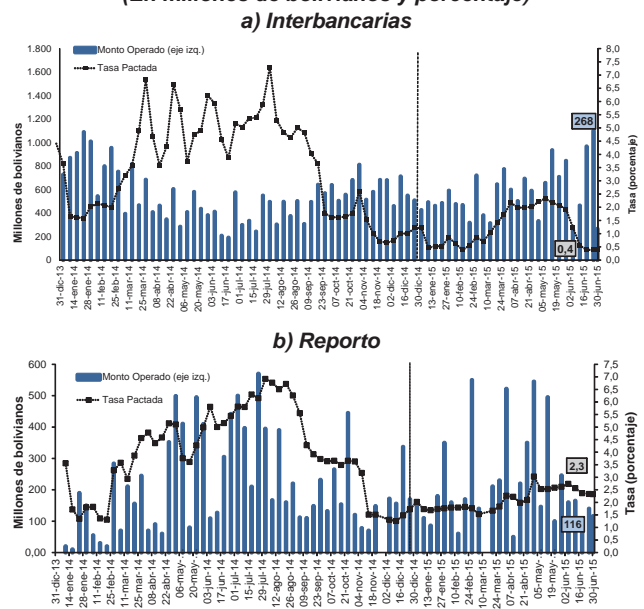 (En millones de bolivianos y porcentaje)
a) Interbancarias
Millones de bolivianos
1.800
1.600
1.400
1.200
1.000
800
600
400
200
0
Monto Operado (eje izq.)
Tasa Pactada
268
0,4
8,0
7,5
7,0
6,5
6,0
5,5
5,0
4,5
4,0
3,5
3,0
2,5
2,0
1,5
1,0
0,5
0,0
Tasa (porcentaje)
31-dic-13
14-ene-14
28-ene-14
11-feb-14
25-feb-14
11-mar-14
25-mar-14
08-abr-14
22-abr-14
06-may-14
20-may-14
03-jun-14
17-jun-14
01-jul-14
15-jul-14
29-jul-14
12-ago-14
26-ago-14
09-sep-14
23-sep-14
07-oct-14
21-oct-14
04-nov-14
18-nov-14
02-dic-14
16-dic-14
30-dic-14
13-ene-15
27-ene-15
10-feb-15
24-feb-15
10-mar-15
24-mar-15
07-abr-15
21-abr-15
05-may-15
19-may-15
02-jun-15
16-jun-15
30-jun-15
b) Reporto
Millones de bolivianos
600
500
400
300
200
100
0,00
Monto Operado (eje izq.)
Tasa Pactada
2,3
116
7,5
7,0
6,5
6,0
5,5
5,0
4,5
4,0
3,5
3,0
2,5
2,0
1,5
1,0
0,5
0,0
Tasa (porcentaje)
31-dic-13
14-ene-14
28-ene-14
11-feb-14
25-feb-14
11-mar-14
25-mar-14
08-abr-14
22-abr-14
06-may-.
20-may-.
03-jun-14
17-jun-14
01-jul-14
15-jul-14
29-jul-14
12-ago-14
26-ago-14
09-sep-14
23-sep-14
07-oct-14
21-oct-14
04-nov-14
18-nov-14
02-dic-14
16-dic-14
30-dic-14
13-ene-15
27-ene-15
10-feb-15
24-feb-15
10-mar-15
24-mar-15
07-abr-15
21-abr-15
05-may-.
19-may-.
02-jun-15
16-jun-15
30-jun-15